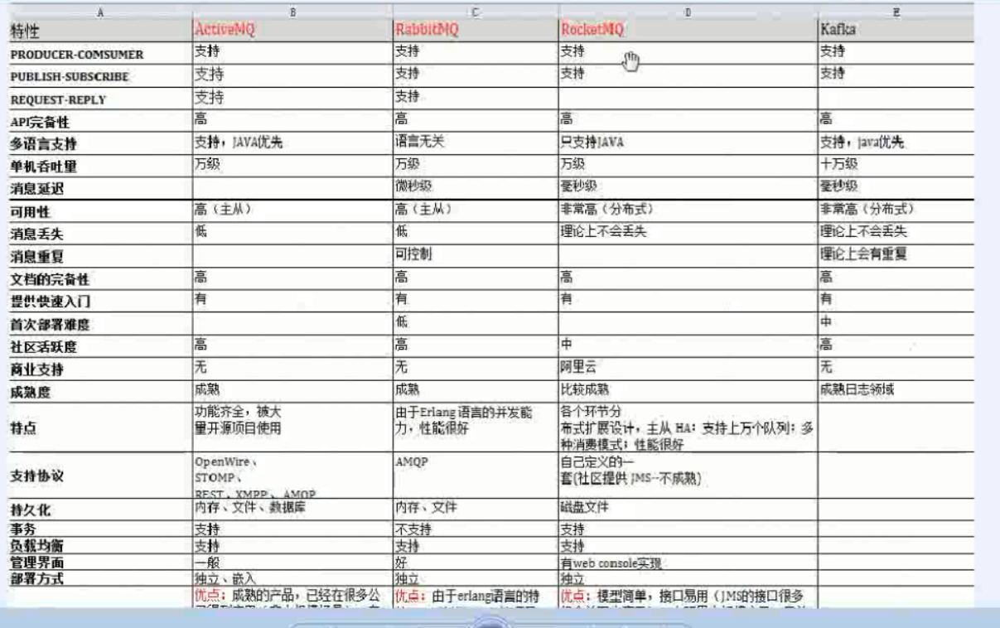 A B C D E
特性 ActiveMQ RabbitMQ RocketMQ Kafka
PRODUCER-COMSUMER 支持 支持 支持 支持
PUBLISH-SUBSCRIBE 支持 支持 支持 支持
REQUEST-REPLY 支持 支持
API完备性 高 高 高 高
多语言支持 支持，JAVA优先 语言无关 只支持JAVA 支持，java优先
单机吞吐量 万级 万级 万级 十万级
消息延迟 微秒级 毫秒级 毫秒级
可用性 高（主从） 高（主从） 非常高（分布式） 非常高（分布式）
消息丢失 低 低 理论上不会丢失 理论上不会丢失
消息重复 可控制 理论上会有重复
文档的完备性 高 高 高 高
提供快速入门 有 有 有 有
首次部署难度 低 中
社区活跃度 高 高 中 高
商业支持 无 无 阿里云 无
成熟度 成熟 成熟 比较成熟 成熟日志领域
特点
功能齐全，被大
量开源项目使用
由于Erlang 语言的并发能
力，性能很好
各个环节分
布式扩展设计，主从 HA；支持上万个队列；多
种消费模式；性能很好
支持协议
OpenWire、
STOMP、
REST、XMPP、AMQP
AMQP
自己定义的一
套(社区提供 JMS--不成熟)
持久化 内存、文件、数据库 内存、文件 磁盘文件
事务 支持 不支持 支持
负载均衡 支持 支持 支持
管理界面 一般 好 有web console实现
部署方式 独立、嵌入 独立 独立
优点：成熟的产品，已经在很多公
优点：由于erlang语言的特
优点：模型简单，接口易用（JMS的接口很多